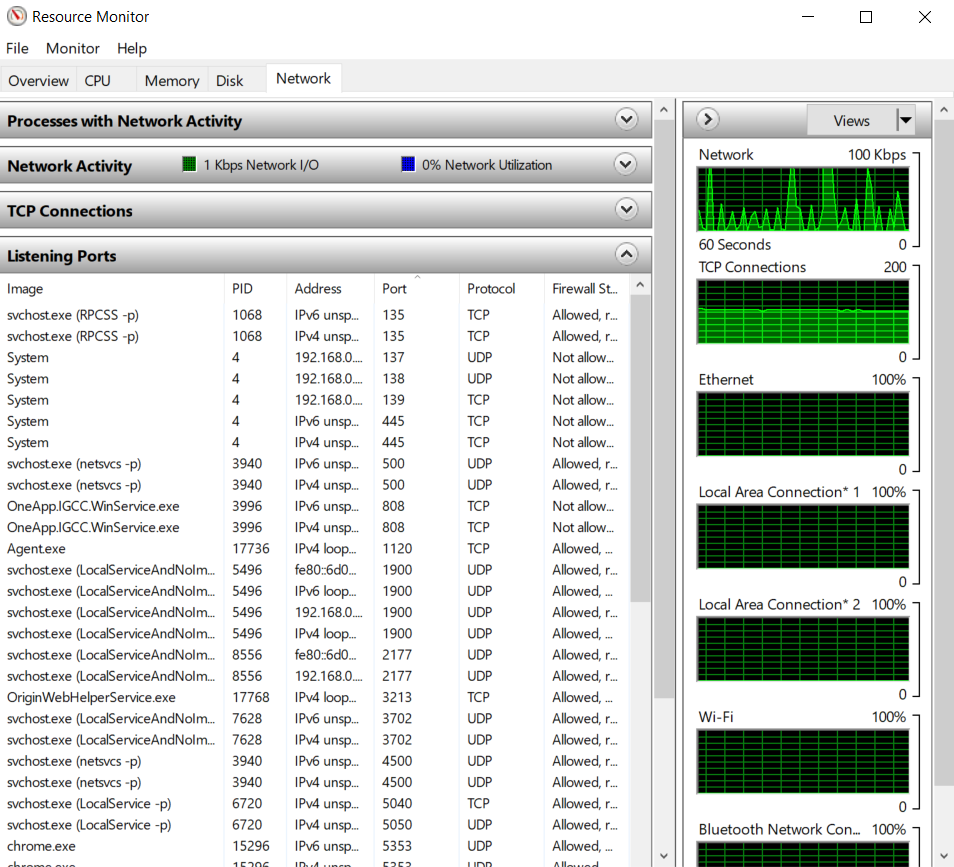 Resource Monitor
File Monitor Help
Overview CPU Memory Disk Network
Processes with Network Activity
Network Activity 1 Kbps Network I/O 0% Network Utilization
TCP Connections
Listening Ports
Image PID Address Port Protocol Firewall St...
svchost.exe (RPCSS -p) 1068 IPv6 unsp... 135 TCP Allowed, r...
svchost.exe (RPCSS -p) 1068 IPv4 unsp... 135 TCP Allowed, r...
System 4 192.168.0.... 137 UDP Not allow...
System 4 192.168.0.... 138 UDP Not allow...
System 4 192.168.0.... 139 TCP Not allow...
System 4 IPv6 unsp... 445 TCP Not allow...
System 4 IPv4 unsp... 445 TCP Not allow...
svchost.exe (netsvcs -p) 3940 IPv6 unsp... 500 UDP Allowed, r...
svchost.exe (netsvcs -p) 3940 IPv4 unsp... 500 UDP Allowed, r...
OneApp.IGCC.WinService.exe 3996 IPv6 unsp... 808 TCP Not allow...
OneApp.IGCC.WinService.exe 3996 IPv4 unsp... 808 TCP Not allow...
Agent.exe 17736 IPv4 loop... 1120 TCP Allowed, ...
svchost.exe (LocalServiceAndNoIm... 5496 fe80::6d0... 1900 UDP Allowed, r...
svchost.exe (LocalServiceAndNoIm... 5496 IPv6 loop... 1900 UDP Allowed, ...
svchost.exe (LocalServiceAndNoIm... 5496 192.168.0.... 1900 UDP Allowed, r...
svchost.exe (LocalServiceAndNoIm... 5496 IPv4 loop... 1900 UDP Allowed, ...
svchost.exe (LocalServiceAndNoIm... 8556 fe80::6d0... 2177 UDP Allowed, r...
svchost.exe (LocalServiceAndNoIm... 8556 192.168.0.... 2177 UDP Allowed, r...
OriginWebHelperService.exe 17768 IPv4 loop... 3213 TCP Allowed, ...
svchost.exe (LocalServiceAndNoIm... 7628 IPv6 unsp... 3702 UDP Allowed, r...
svchost.exe (LocalServiceAndNoIm... 7628 IPv4 unsp... 3702 UDP Allowed, r...
svchost.exe (netsvcs -p) 3940 IPv6 unsp... 4500 UDP Allowed, r...
svchost.exe (netsvcs -p) 3940 IPv4 unsp... 4500 UDP Allowed, r...
svchost.exe (LocalService -p) 6720 IPv4 unsp... 5040 TCP Allowed, r...
svchost.exe (LocalService -p) 6720 IPv4 unsp... 5050 UDP Allowed, r...
chrome.exe 15296 IPv6 unsp... 5353 UDP Allowed, r...
chrome.exe 15296 IPv4 unsp... 5353 UDP Allowed, r...
Views
Network 100 Kbps
60 Seconds 0
TCP Connections 200
0
Ethernet 100%
0
Local Area Connection* 1 100%
0
Local Area Connection* 2 100%
0
Wi-Fi 100%
0
Bluetooth Network Con... 100%